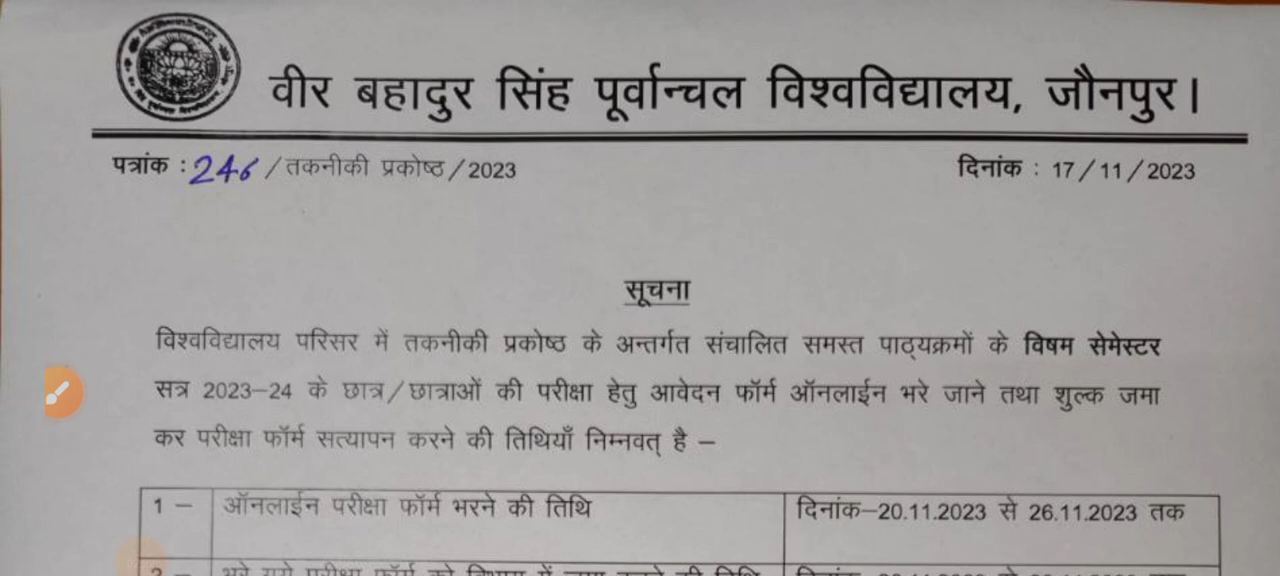 वीर बहादुर सिंह पूर्वान्चल विश्वविद्यालय, जौनपुर।
पत्रांक : 246 / तकनीकी प्रकोष्ठ / 2023 दिनांक : 17 / 11 / 2023
सूचना
विश्वविद्यालय परिसर में तकनीकी प्रकोष्ठ के अन्तर्गत संचालित समस्त पाठ्यक्रमों के विषम सेमेस्टर
सत्र 2023–24 के छात्र / छात्राओं की परीक्षा हेतु आवेदन फॉर्म ऑनलाईन भरे जाने तथा शुल्क जमा
कर परीक्षा फॉर्म सत्यापन करने की तिथियाँ निम्नवत् है –
1 – ऑनलाईन परीक्षा फॉर्म भरने की तिथि दिनांक–20.11.2023 से 26.11.2023 तक